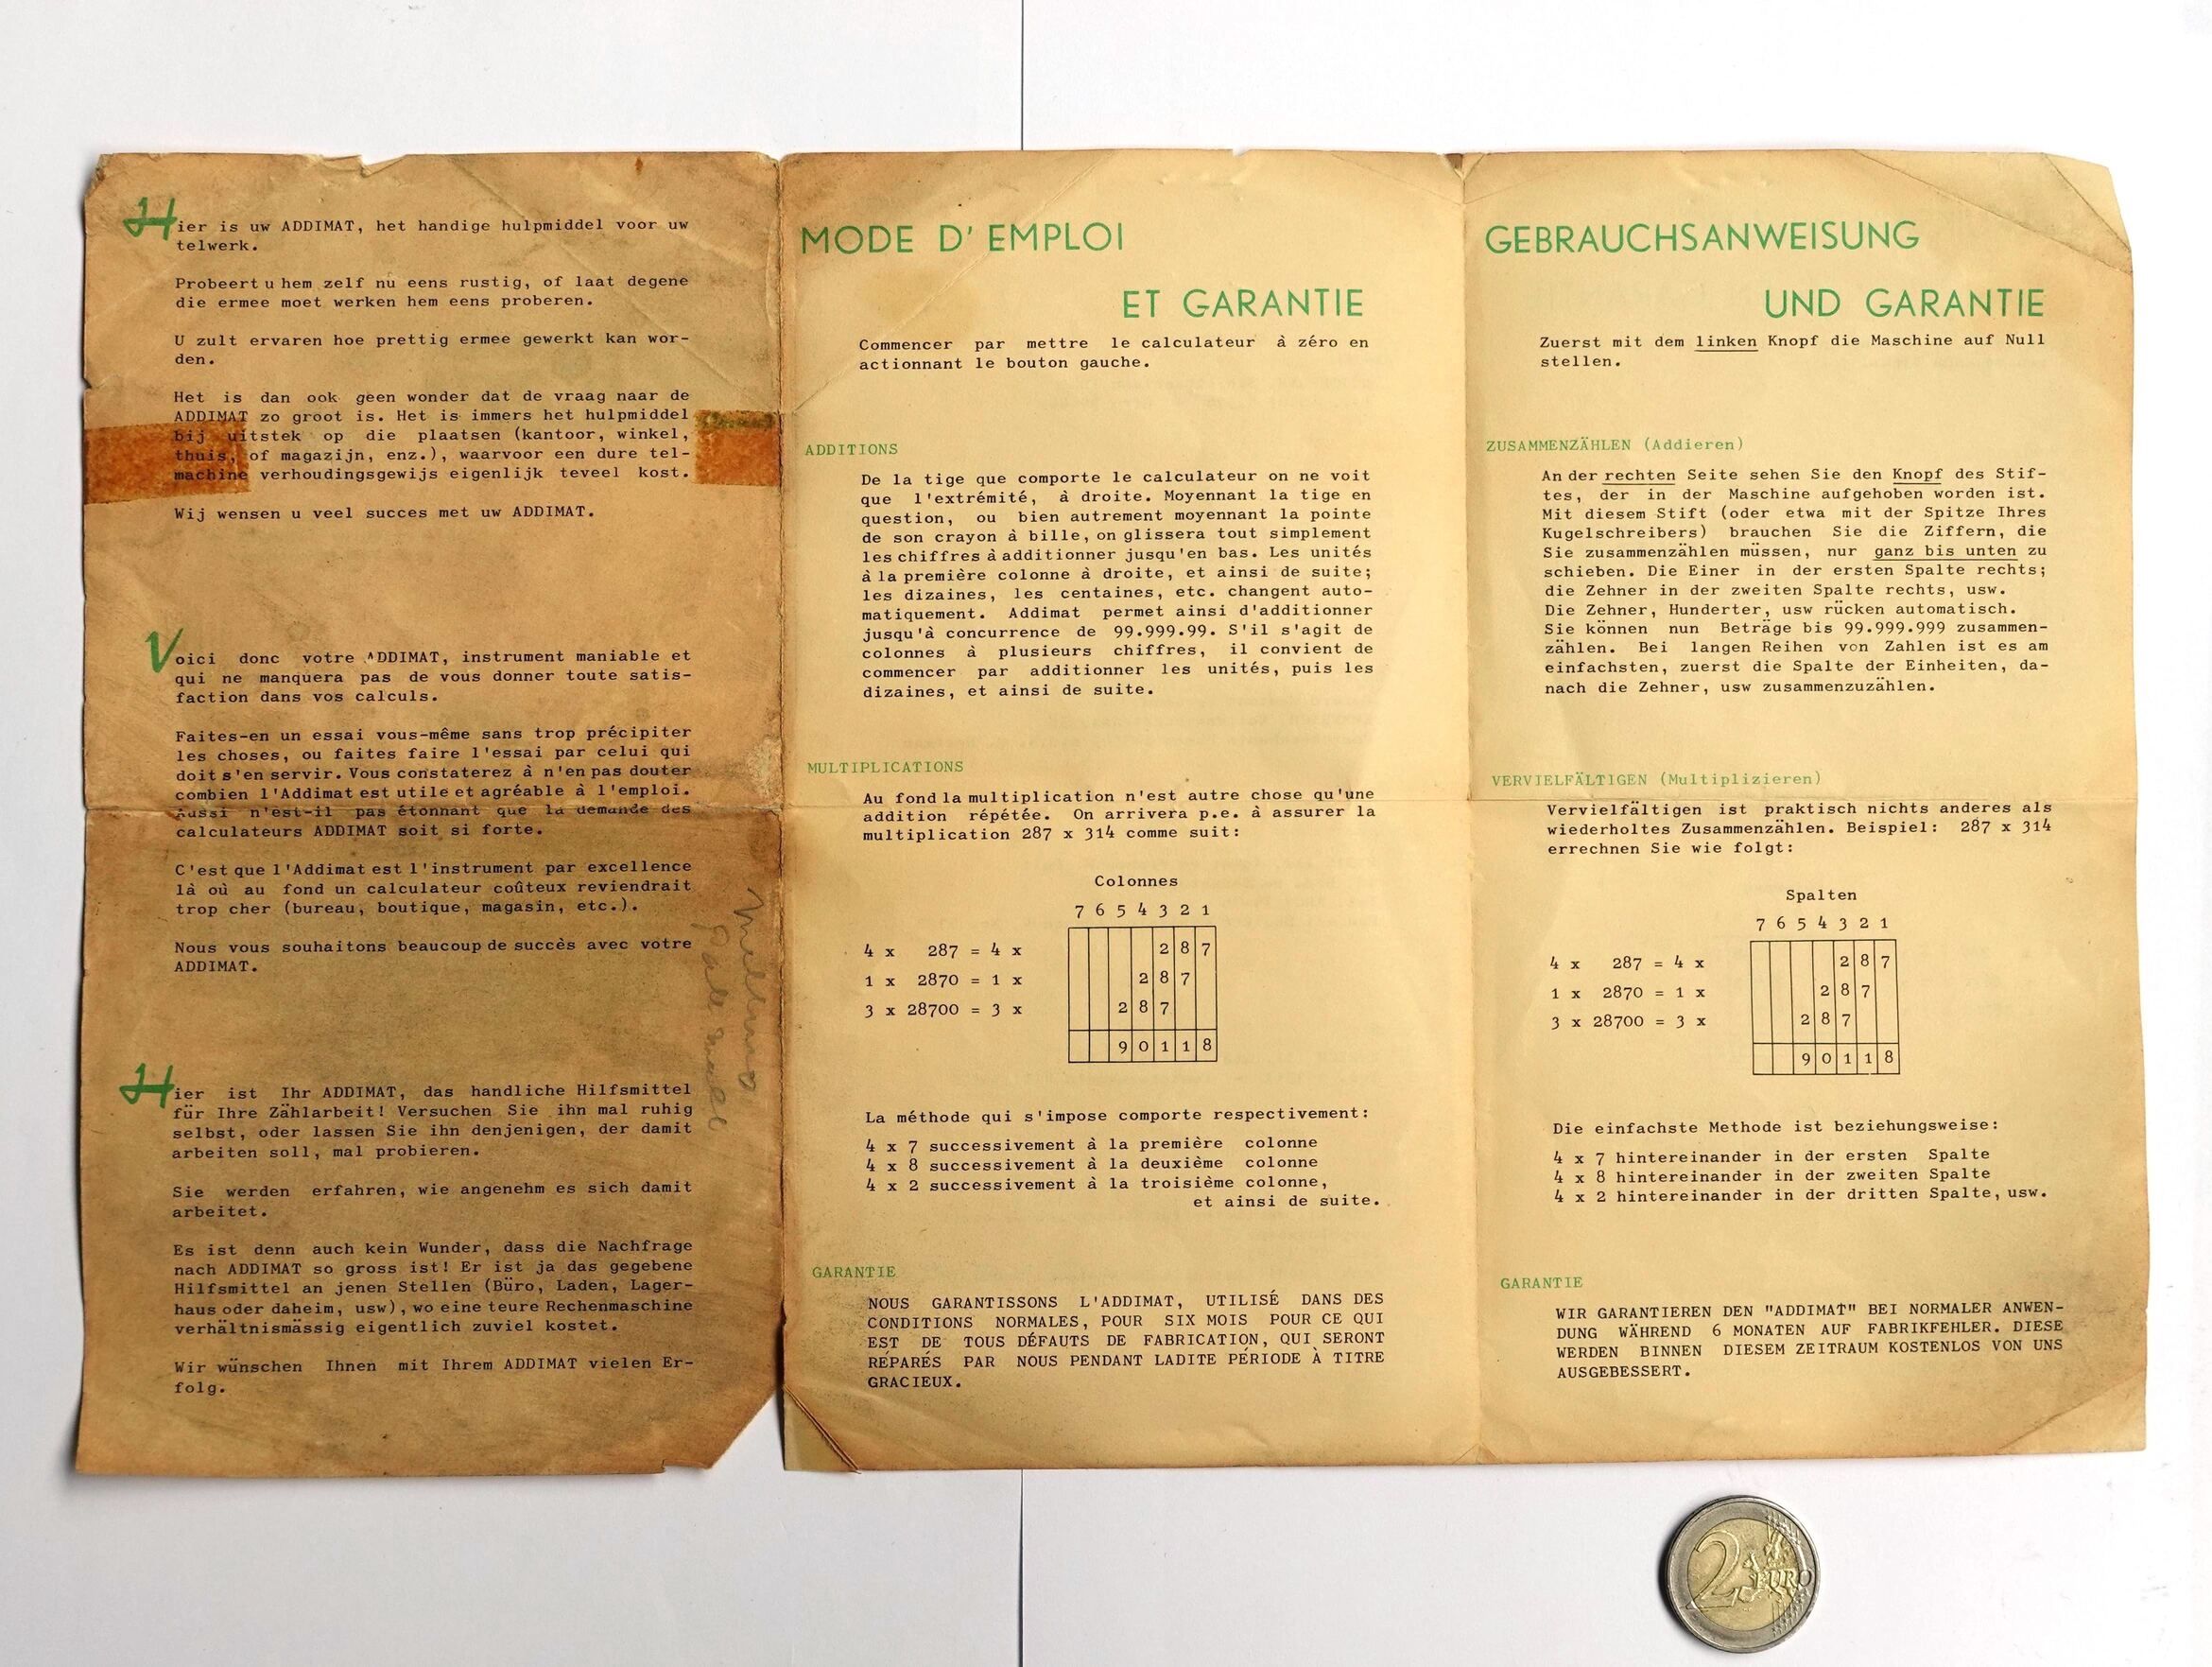 Hier is uw ADDIMAT, het handige hulpmiddel voor uw
telwerk.
Probeert u hem zelf nu eens rustig, of laat degene
die ermee moet werken hem eens proberen.
U zult ervaren hoe prettig ermee gewerkt kan wor-
den.
Het is dan ook geen wonder dat de vraag naar de
ADDIMAT zo groot is. Het is immers het hulpmiddel
bij uitstek op die plaatsen (kantoor, winkel,
thuis, of magazijn, enz.), waarvoor een dure tel-
machine verhoudingsgewijs eigenlijk teveel kost.
Wij wensen u veel succes met uw ADDIMAT.
Voici donc votre ADDIMAT, instrument maniable et
qui ne manquera pas de vous donner toute satis-
faction dans vos calculs.
Faites-en un essai vous-même sans trop précipiter
les choses, ou faites faire l'essai par celui qui
doit s'en servir. Vous constaterez à n'en pas douter
combien l'Addimat est utile et agréable à l'emploi.
Aussi n'est-il pas étonnant que la demande des
calculateurs ADDIMAT soit si forte.
C'est que l'Addimat est l'instrument par excellence
là où au fond un calculateur coûteux reviendrait
trop cher (bureau, boutique, magasin, etc.).
Nous vous souhaitons beaucoup de succès avec votre
ADDIMAT.
Hier ist Ihr ADDIMAT, das handliche Hilfsmittel
für Ihre Zählarbeit! Versuchen Sie ihn mal ruhig
selbst, oder lassen Sie ihn denjenigen, der damit
arbeiten soll, mal probieren.
Sie werden erfahren, wie angenehm es sich damit
arbeitet.
Es ist denn auch kein Wunder, dass die Nachfrage
nach ADDIMAT so gross ist! Er ist ja das gegebene
Hilfsmittel an jenen Stellen (Büro, Laden, Lager-
haus oder daheim, usw), wo eine teure Rechenmaschine
verhältnismässig eigentlich zuviel kostet.
Wir wünschen Ihnen mit Ihrem ADDIMAT vielen Er-
folg.
MODE D'EMPLOI
ET GARANTIE
Commencer par mettre le calculateur à zéro en
actionnant le bouton gauche.
ADDITIONS
De la tige que comporte le calculateur on ne voit
que l'extrémité, à droite. Moyennant la tige en
question, ou bien autrement moyennant la pointe
de son crayon à bille, on glissera tout simplement
les chiffres à additionner jusqu'en bas. Les unités
à la première colonne à droite, et ainsi de suite;
les dizaines, les centaines, etc. changent auto-
matiquement. Addimat permet ainsi d'additionner
jusqu'à concurrence de 99.999.99. S'il s'agit de
colonnes à plusieurs chiffres, il convient de
commencer par additionner les unités, puis les
dizaines, et ainsi de suite.
MULTIPLICATIONS
Au fond la multiplication n'est autre chose qu'une
addition répétée. On arrivera p.e. à assurer la
multiplication 287 x 314 comme suit:
Colonnes
7 6 5 4 3 2 1
4 x 287 = 4 x 2 8 7
1 x 2870 = 1 x 2 8 7
3 x 28700 = 3 x 2 8 7
9 0 1 1 8
La méthode qui s'impose comporte respectivement:
4 x 7 successivement à la première colonne
4 x 8 successivement à la deuxième colonne
4 x 2 successivement à la troisième colonne,
et ainsi de suite.
GARANTIE
NOUS GARANTISSONS L'ADDIMAT, UTILISÉ DANS DES
CONDITIONS NORMALES, POUR SIX MOIS POUR CE QUI
EST DE TOUS DÉFAUTS DE FABRICATION, QUI SERONT
RÉPARÉS PAR NOUS PENDANT LADITE PÉRIODE À TITRE
GRACIEUX.
GEBRAUCHSANWEISUNG
UND GARANTIE
Zuerst mit dem linken Knopf die Maschine auf Null
stellen.
ZUSAMMENZÄHLEN (Addieren)
An der rechten Seite sehen Sie den Knopf des Stif-
tes, der in der Maschine aufgehoben worden ist.
Mit diesem Stift (oder etwa mit der Spitze Ihres
Kugelschreibers) brauchen Sie die Ziffern, die
Sie zusammenzählen müssen, nur ganz bis unten zu
schieben. Die Einer in der ersten Spalte rechts;
die Zehner in der zweiten Spalte rechts, usw.
Die Zehner, Hunderter, usw rücken automatisch.
Sie können nun Beträge bis 99.999.999 zusammen-
zählen. Bei langen Reihen von Zahlen ist es am
einfachsten, zuerst die Spalte der Einheiten, da-
nach die Zehner, usw zusammenzuzählen.
VERVIELFÄLTIGEN (Multiplizieren)
Vervielfältigen ist praktisch nichts anderes als
wiederholtes Zusammenzählen. Beispiel: 287 x 314
errechnen Sie wie folgt:
Spalten
7 6 5 4 3 2 1
4 x 287 = 4 x 2 8 7
1 x 2870 = 1 x 2 8 7
3 x 28700 = 3 x 2 8 7
9 0 1 1 8
Die einfachste Methode ist beziehungsweise:
4 x 7 hintereinander in der ersten Spalte
4 x 8 hintereinander in der zweiten Spalte
4 x 2 hintereinander in der dritten Spalte, usw.
GARANTIE
WIR GARANTIEREN DEN "ADDIMAT" BEI NORMALER ANWEN-
DUNG WÄHREND 6 MONATEN AUF FABRIKFEHLER. DIESE
WERDEN BINNEN DIESEM ZEITRAUM KOSTENLOS VON UNS
AUSGEBESSERT.
2 EURO